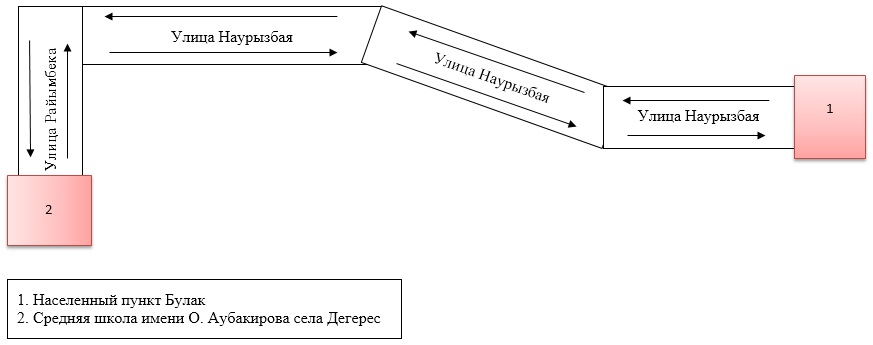 Улица Наурызбая
Улица Наурызбая
Улица Наурызбая
Улица Райымбека
1
2
1. Населенный пункт Булак
2. Средняя школа имени О. Аубакирова села Дегерес